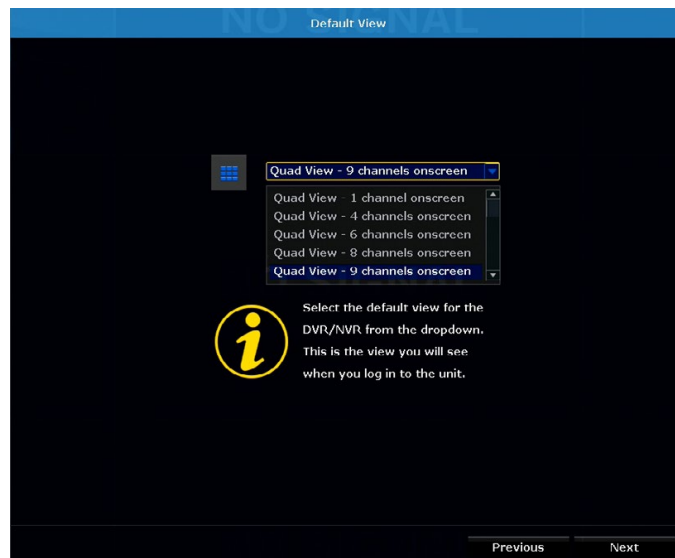 NO SIGNAL
Default View
Quad View - 9 channels onscreen
Quad View - 1 channel onscreen
Quad View - 4 channels onscreen
Quad View - 6 channels onscreen
Quad View - 8 channels onscreen
Quad View - 9 channels onscreen
Select the default view for the
DVR/NVR from the dropdown.
This is the view you will see
when you log in to the unit.
Previous
Next